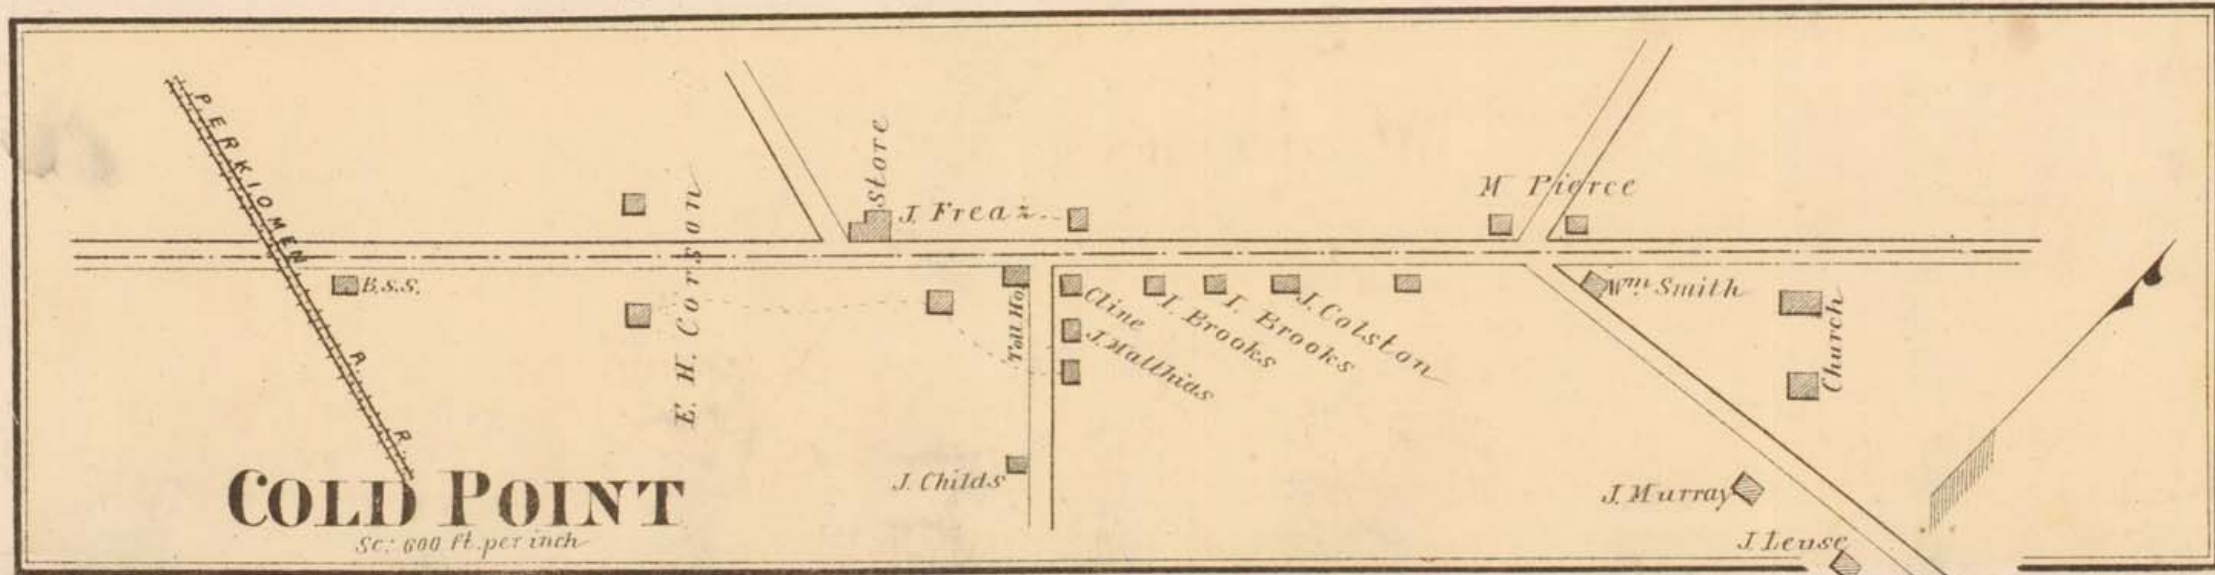 PERKIOMEN R. R.
Store
J. Freaz
M Pierce
B.S.S.
E. H. Corson
Toll Ho.
Cline
J. Matthias
I. Brooks
I. Brooks
J. Colston
Wm. Smith
Church
J. Childs
J. Murray
J. Leuse
COLD POINT
Sc: 600 ft. per inch